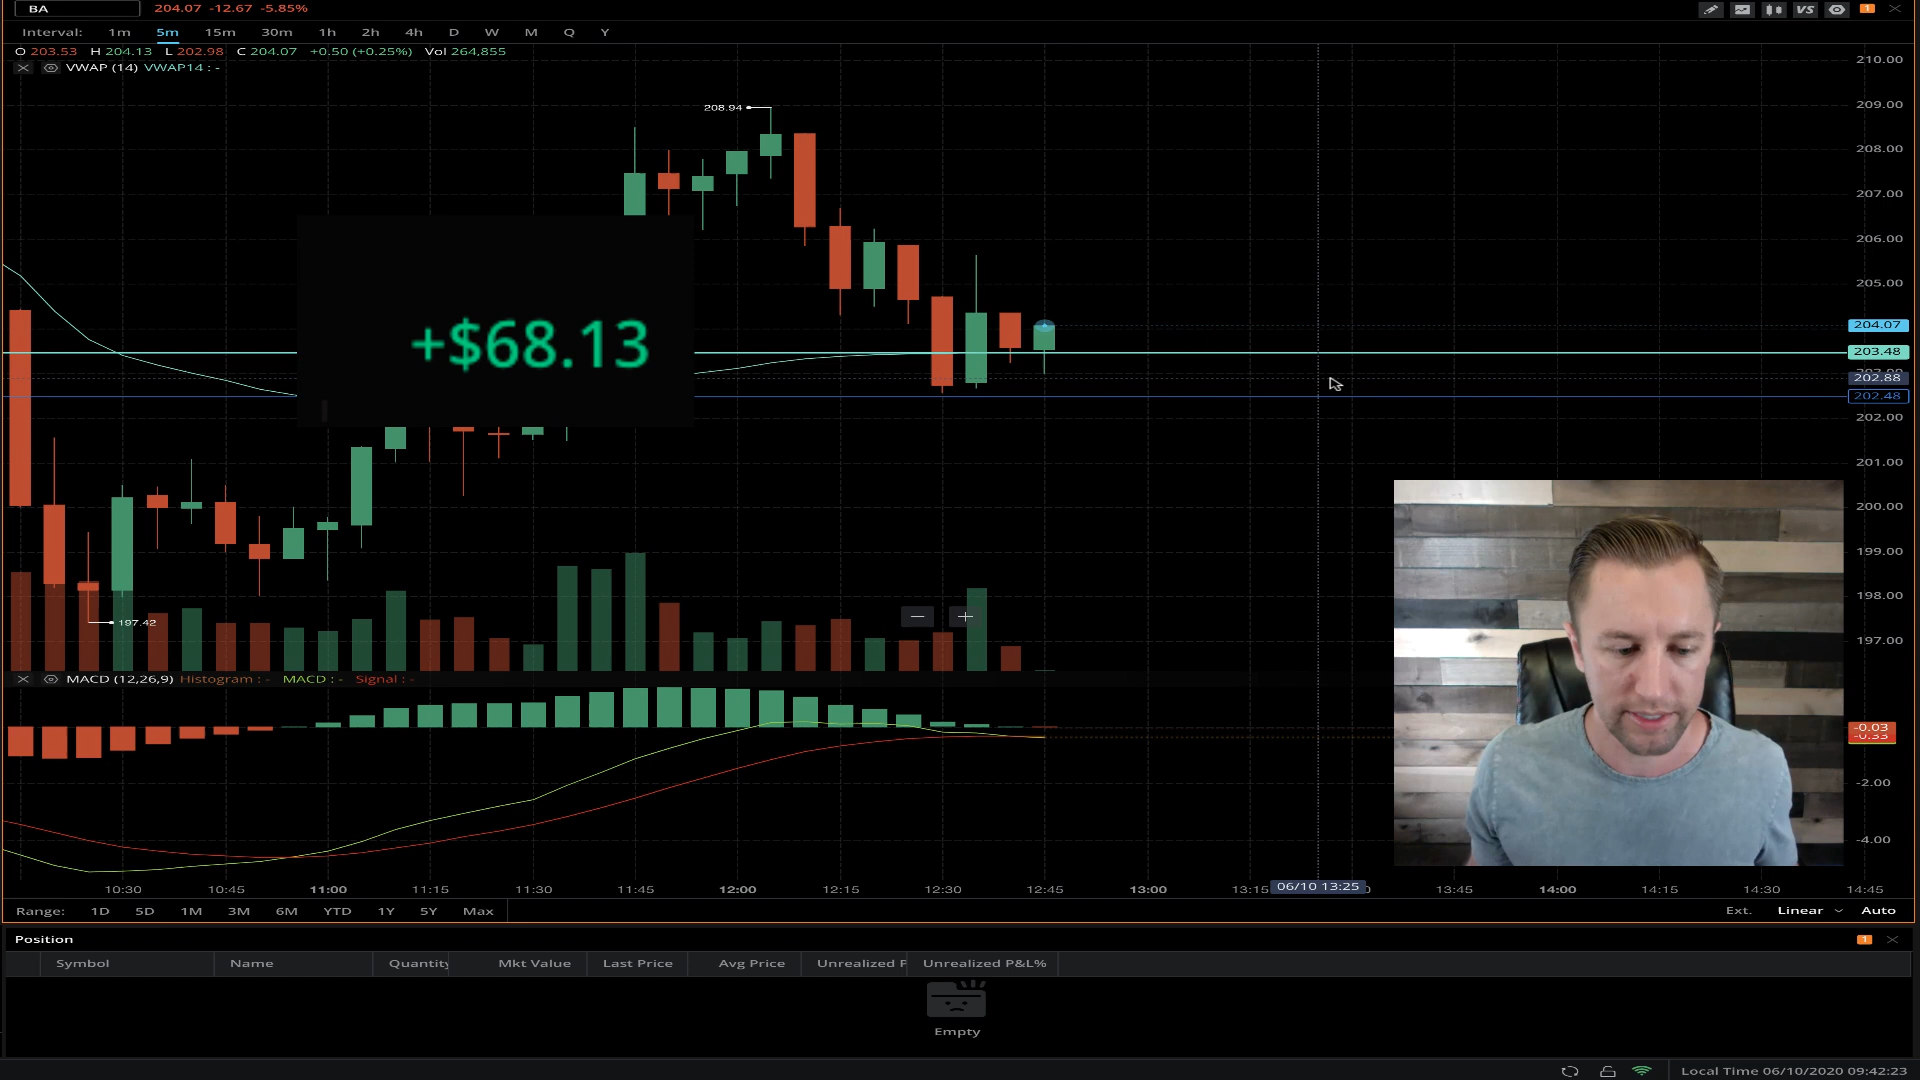 BA 204.07 -12.67 -5.85% VS 1
Interval: 1m 5m 15m 30m 1h 2h 4h D W M Q Y
O 203.53 H 204.13 L 202.98 C 204.07 +0.50 (+0.25%) Vol 264,855
VWAP (14) VWAP14 : -
210.00
209.00
208.94
208.00
207.00
206.00
205.00
204.07
203.48
202.88
202.48
202.00
201.00
200.00
199.00
198.00
197.00
+$68.13
197.42
MACD (12,26,9) Histogram : - MACD : - Signal : -
-0.03
-0.33
-2.00
-4.00
10:30 10:45 11:00 11:15 11:30 11:45 12:00 12:15 12:30 12:45 13:00 13:15 06/10 13:25 13:45 14:00 14:15 14:30 14:45
Range: 1D 5D 1M 3M 6M YTD 1Y 5Y Max Ext. Linear Auto
Position 1
Symbol Name Quantity Mkt Value Last Price Avg Price Unrealized P Unrealized P&L%
Empty
Local Time 06/10/2020 09:42:23